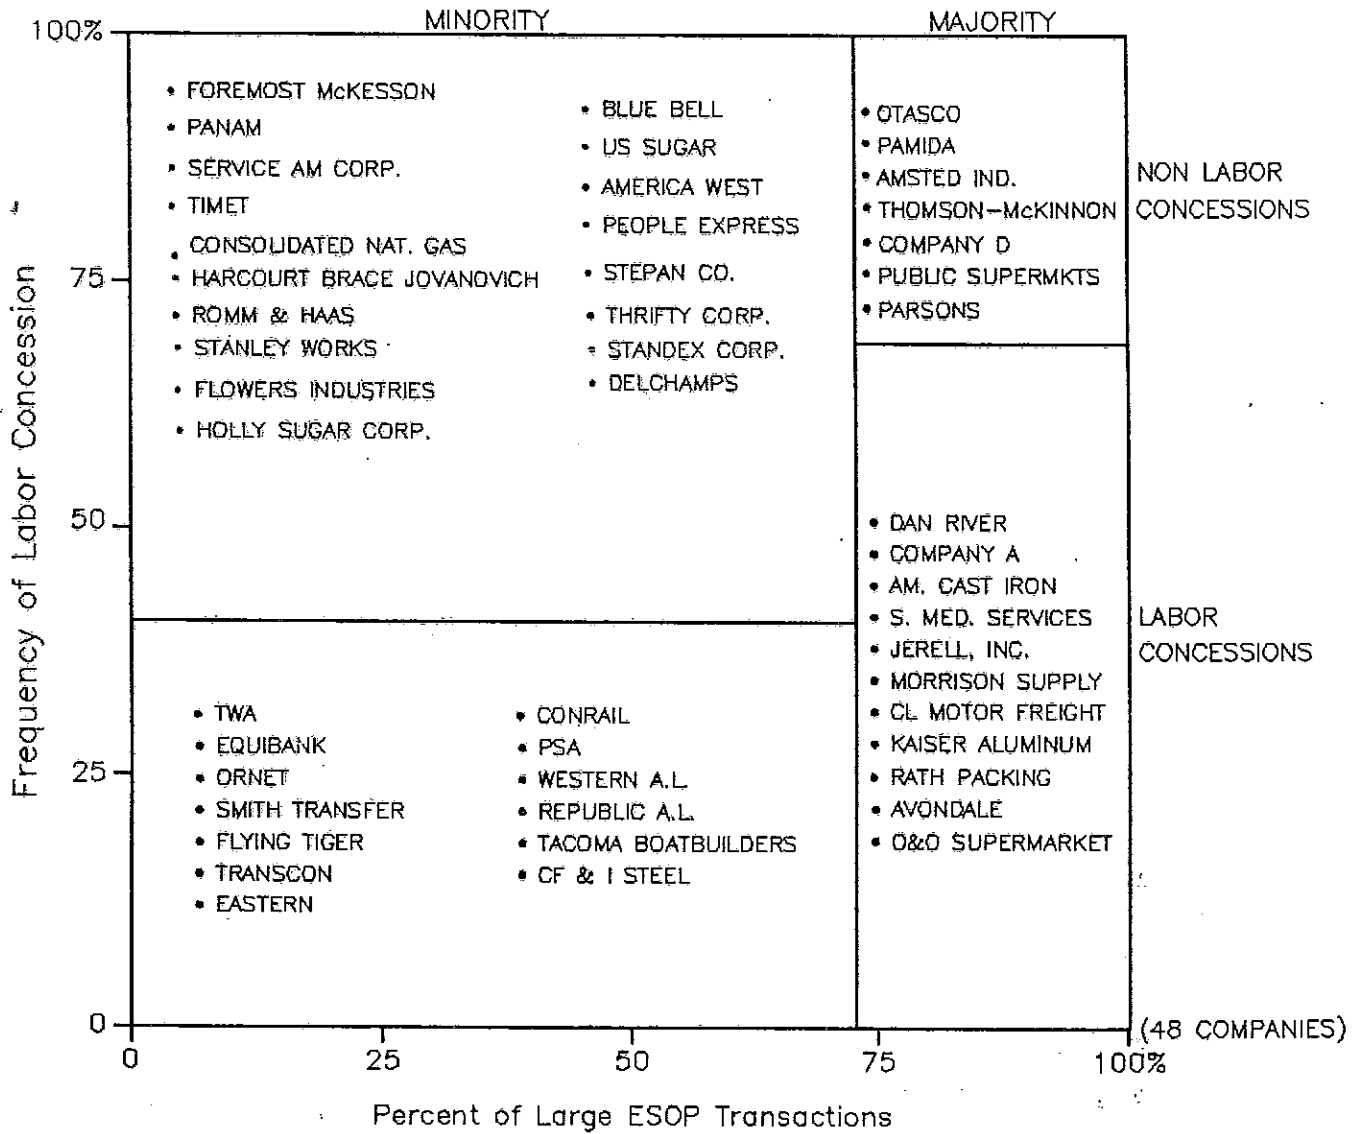 MINORITY
MAJORITY
100%
75
50
25
0
Frequency of Labor Concession
• FOREMOST McKESSON
• PANAM
• SERVICE AM CORP.
• TIMET
• CONSOLIDATED NAT. GAS
• HARCOURT BRACE JOVANOVICH
• ROMM & HAAS
• STANLEY WORKS
• FLOWERS INDUSTRIES
• HOLLY SUGAR CORP.
• BLUE BELL
• US SUGAR
• AMERICA WEST
• PEOPLE EXPRESS
• STEPAN CO.
• THRIFTY CORP.
• STANDEX CORP.
• DELCHAMPS
• OTASCO
• PAMIDA
• AMSTED IND.
• THOMSON-McKINNON
• COMPANY D
• PUBLIC SUPERMKTS
• PARSONS
NON LABOR
CONCESSIONS
• TWA
• EQUIBANK
• ORNET
• SMITH TRANSFER
• FLYING TIGER
• TRANSCON
• EASTERN
• CONRAIL
• PSA
• WESTERN A.L.
• REPUBLIC A.L.
• TACOMA BOATBUILDERS
• CF & I STEEL
• DAN RIVER
• COMPANY A
• AM. CAST IRON
• S. MED. SERVICES
• JERELL, INC.
• MORRISON SUPPLY
• CL MOTOR FREIGHT
• KAISER ALUMINUM
• RATH PACKING
• AVONDALE
• O&O SUPERMARKET
LABOR
CONCESSIONS
(48 COMPANIES)
0
25
50
75
100%
Percent of Large ESOP Transactions